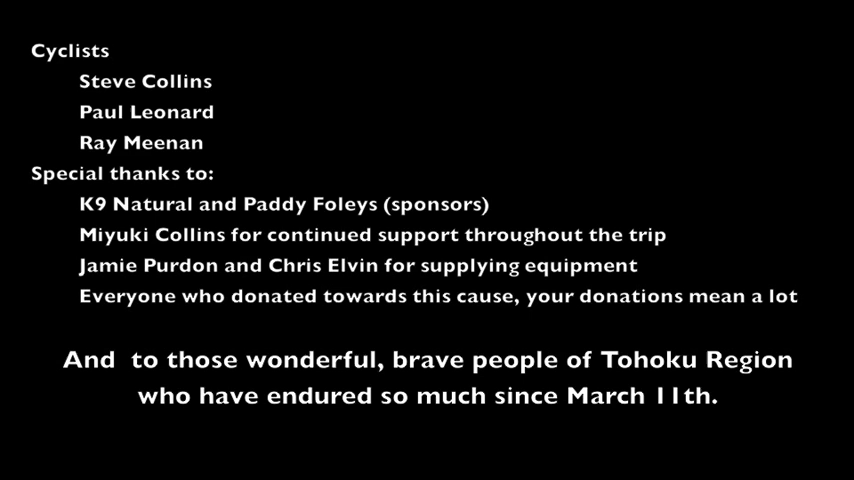 Cyclists
Steve Collins
Paul Leonard
Ray Meenan
Special thanks to:
K9 Natural and Paddy Foleys (sponsors)
Miyuki Collins for continued support throughout the trip
Jamie Purdon and Chris Elvin for supplying equipment
Everyone who donated towards this cause, your donations mean a lot
And  to those wonderful, brave people of Tohoku Region
who have endured so much since March 11th.